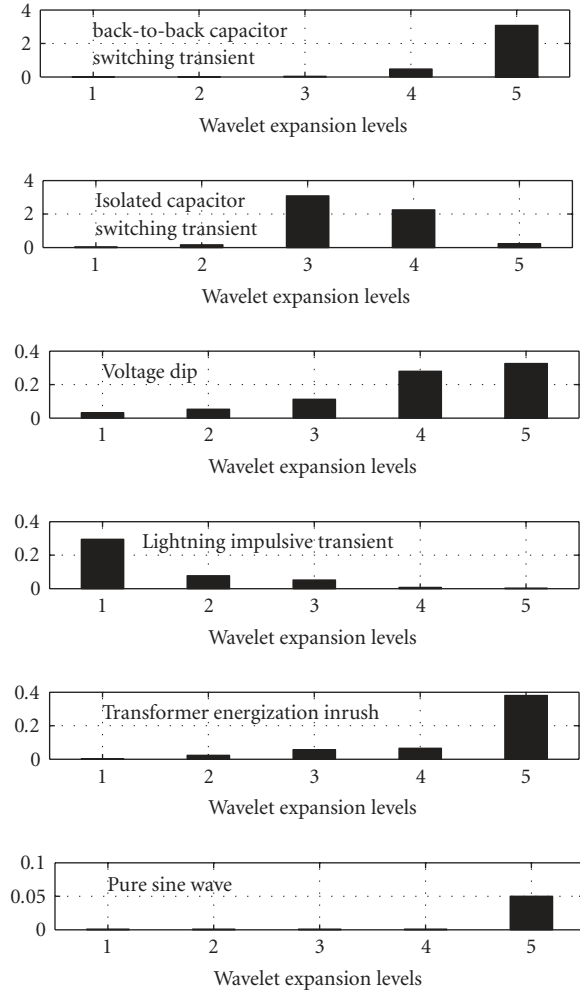 4
back-to-back capacitor
2
switching transient
0
1 2 3 4 5
Wavelet expansion levels
4
Isolated capacitor
2
switching transient
0
1 2 3 4 5
Wavelet expansion levels
0.4
Voltage dip
0.2
0
1 2 3 4 5
Wavelet expansion levels
0.4
Lightning impulsive transient
0.2
0
1 2 3 4 5
Wavelet expansion levels
0.4
Transformer energization inrush
0.2
0
1 2 3 4 5
Wavelet expansion levels
0.1
Pure sine wave
0.05
0
1 2 3 4 5
Wavelet expansion levels